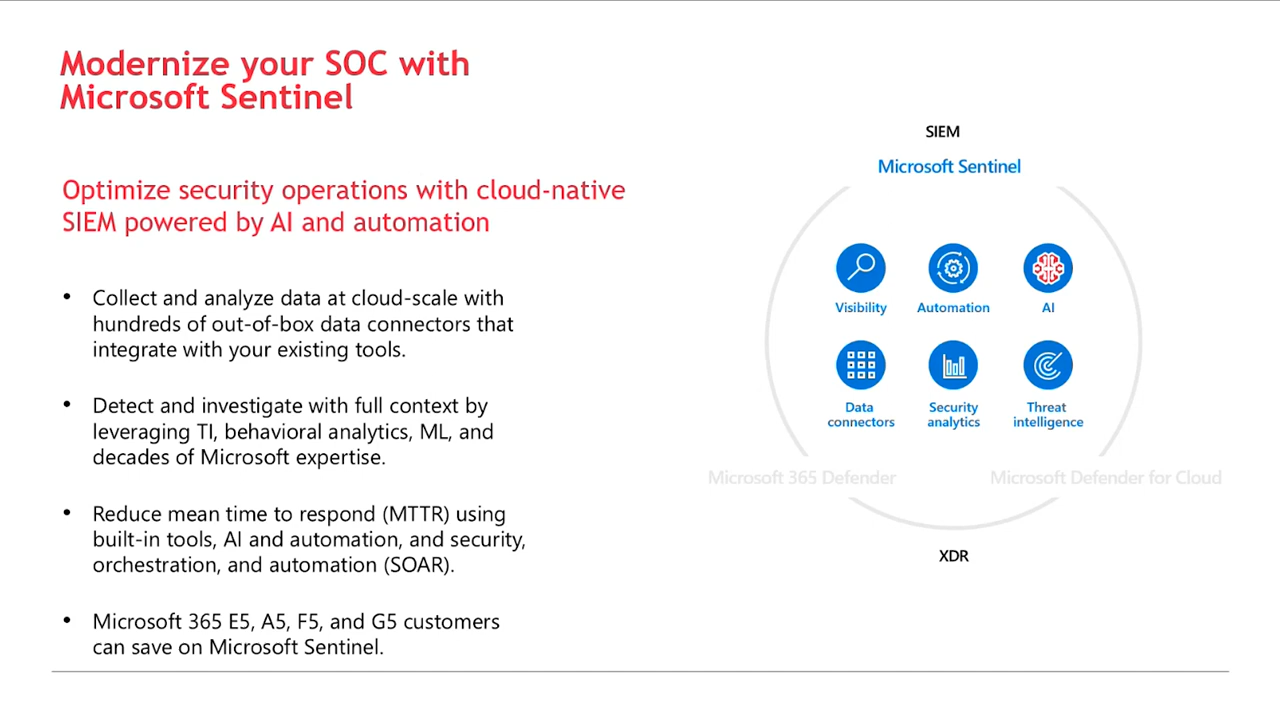 Modernize your SOC with
Microsoft Sentinel
Optimize security operations with cloud-native
SIEM powered by AI and automation
• Collect and analyze data at cloud-scale with
hundreds of out-of-box data connectors that
integrate with your existing tools.
• Detect and investigate with full context by
leveraging TI, behavioral analytics, ML, and
decades of Microsoft expertise.
• Reduce mean time to respond (MTTR) using
built-in tools, AI and automation, and security,
orchestration, and automation (SOAR).
• Microsoft 365 E5, A5, F5, and G5 customers
can save on Microsoft Sentinel.
SIEM
Microsoft Sentinel
Visibility
Automation
AI
Data
connectors
Security
analytics
Threat
intelligence
Microsoft 365 Defender
Microsoft Defender for Cloud
XDR